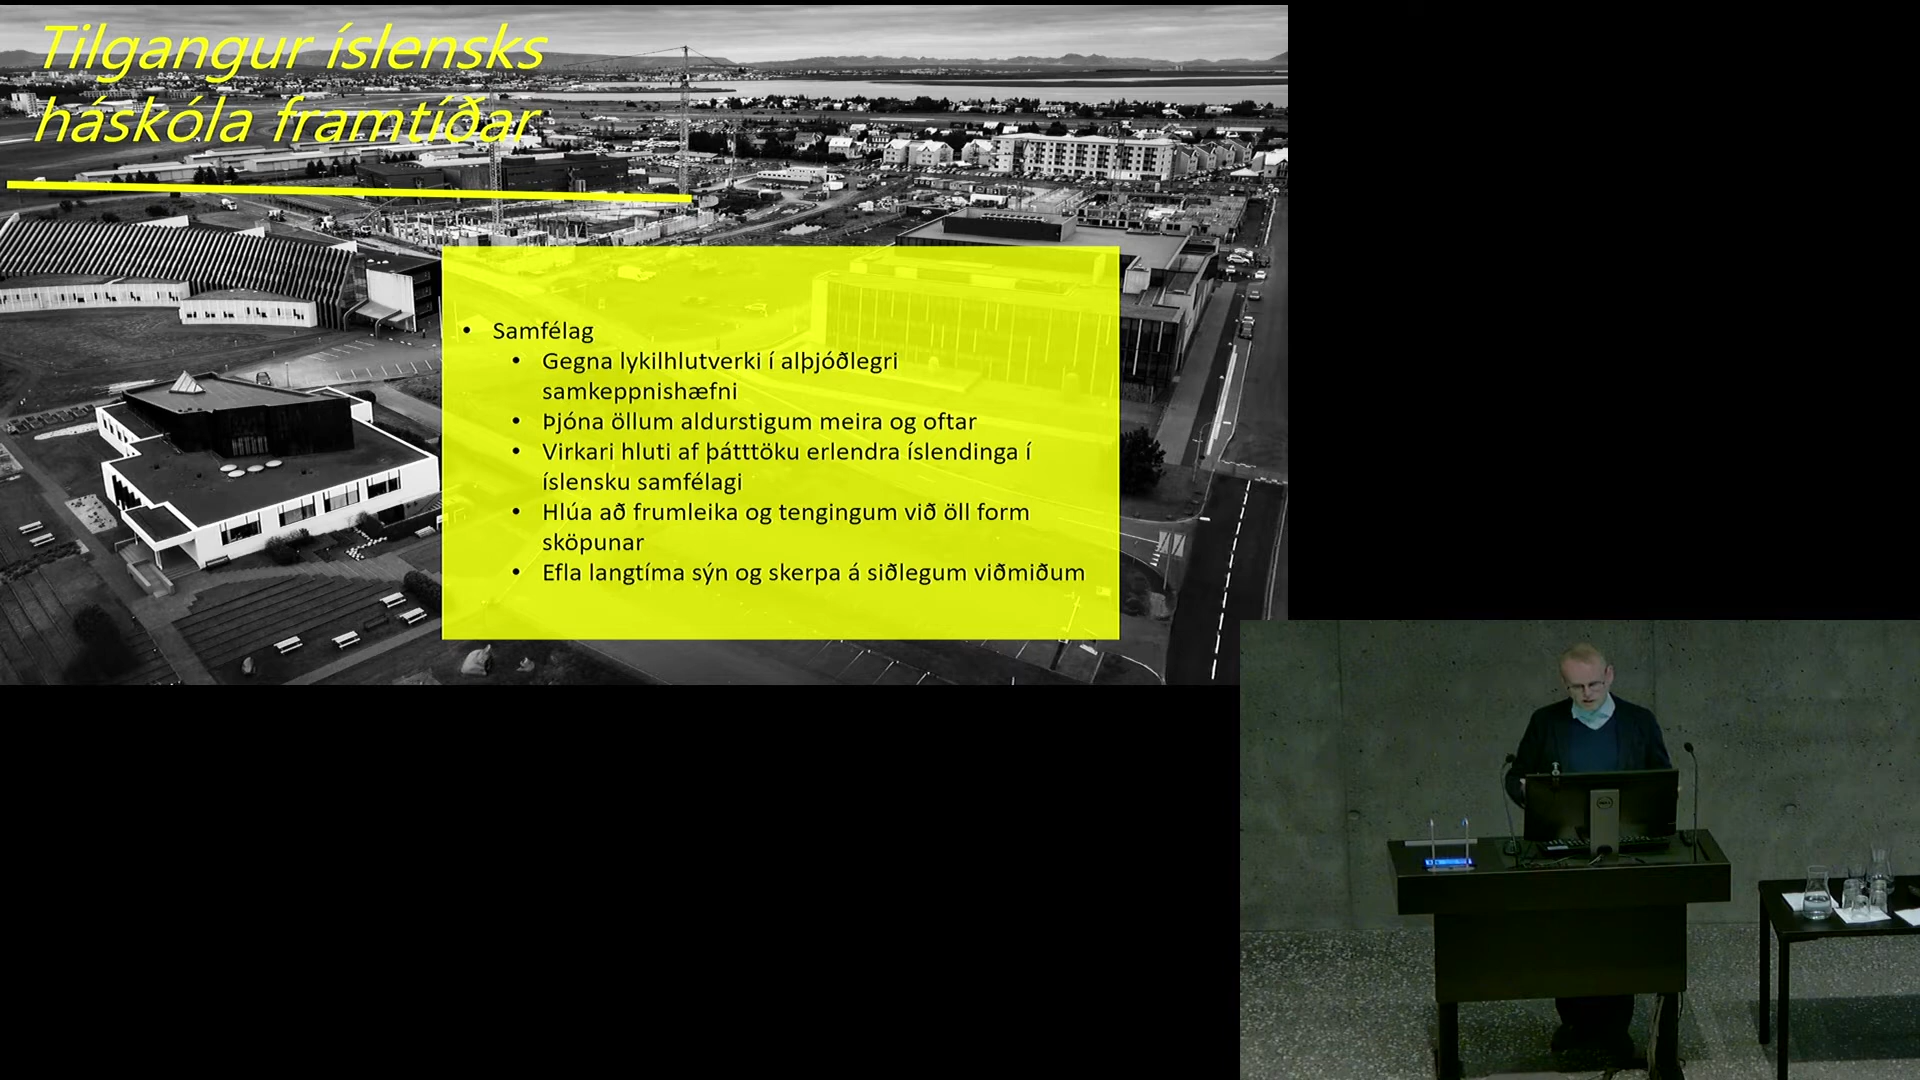 Tilgangur íslensks
háskóla framtíðar
• Samfélag
• Gegna lykilhlutverki í alþjóðlegri
samkeppnishæfni
• Þjóna öllum aldurstigum meira og oftar
• Virkari hluti af þátttöku erlendra íslendinga í
íslensku samfélagi
• Hlúa að frumleika og tengingum við öll form
sköpunar
• Efla langtíma sýn og skerpa á siðlegum viðmiðum